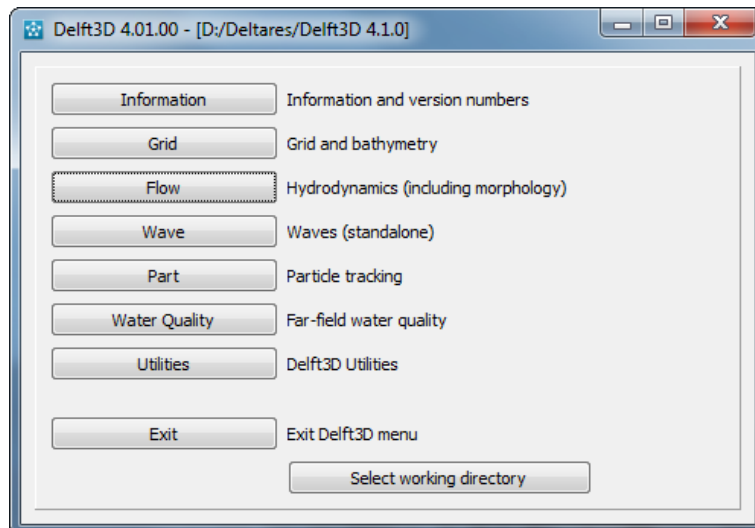 Delft3D 4.01.00 - [D:/Deltares/Delft3D 4.1.0]
Information Information and version numbers
Grid Grid and bathymetry
Flow Hydrodynamics (including morphology)
Wave Waves (standalone)
Part Particle tracking
Water Quality Far-field water quality
Utilities Delft3D Utilities
Exit Exit Delft3D menu
Select working directory